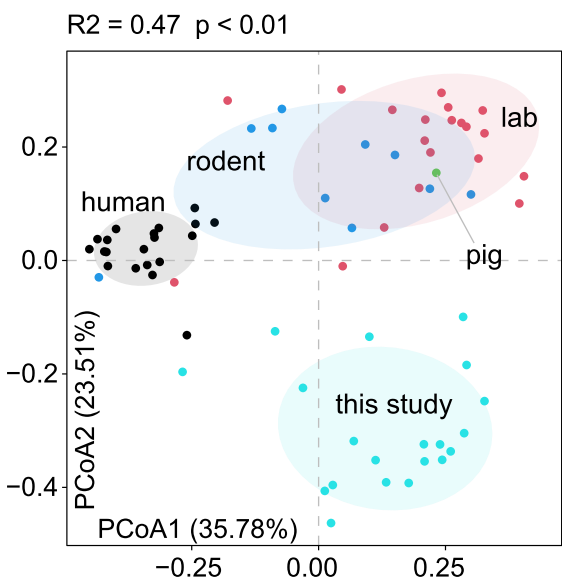 R2 = 0.47  p < 0.01
lab
rodent
human
pig
this study
0.2
0.0
−0.2
−0.4
PCoA2 (23.51%)
PCoA1 (35.78%)
−0.25
0.00
0.25